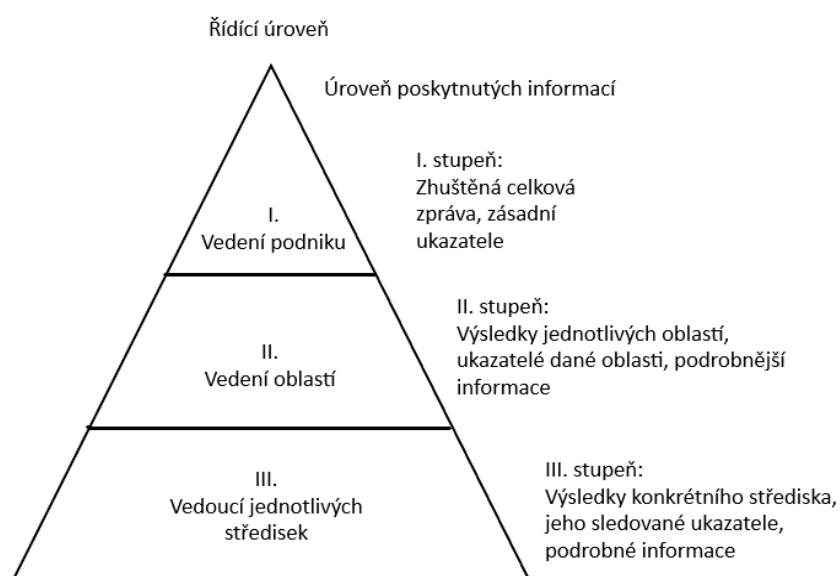 Řídící úroveň
Úroveň poskytnutých informací
I.
Vedení podniku
I. stupeň:
Zhuštěná celková
zpráva, zásadní
ukazatele
II.
Vedení oblastí
II. stupeň:
Výsledky jednotlivých oblastí,
ukazatelé dané oblasti, podrobnější
informace
III.
Vedoucí jednotlivých
středisek
III. stupeň:
Výsledky konkrétního střediska,
jeho sledované ukazatele,
podrobné informace